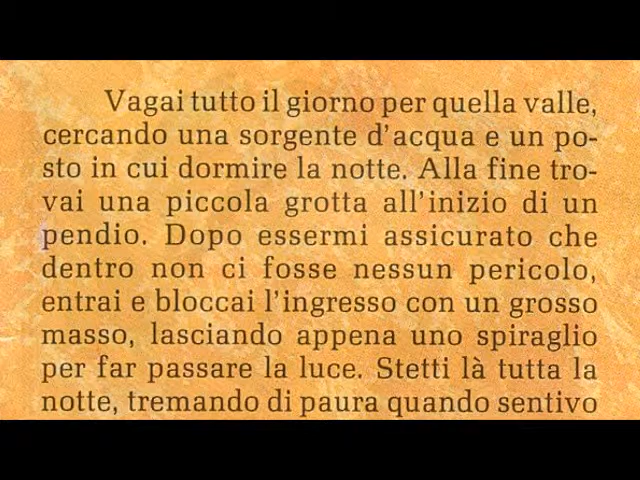 Vagai tutto il giorno per quella valle,
cercando una sorgente d'acqua e un po-
sto in cui dormire la notte. Alla fine tro-
vai una piccola grotta all'inizio di un
pendio. Dopo essermi assicurato che
dentro non ci fosse nessun pericolo,
entrai e bloccai l'ingresso con un grosso
masso, lasciando appena uno spiraglio
per far passare la luce. Stetti là tutta la
notte, tremando di paura quando sentivo